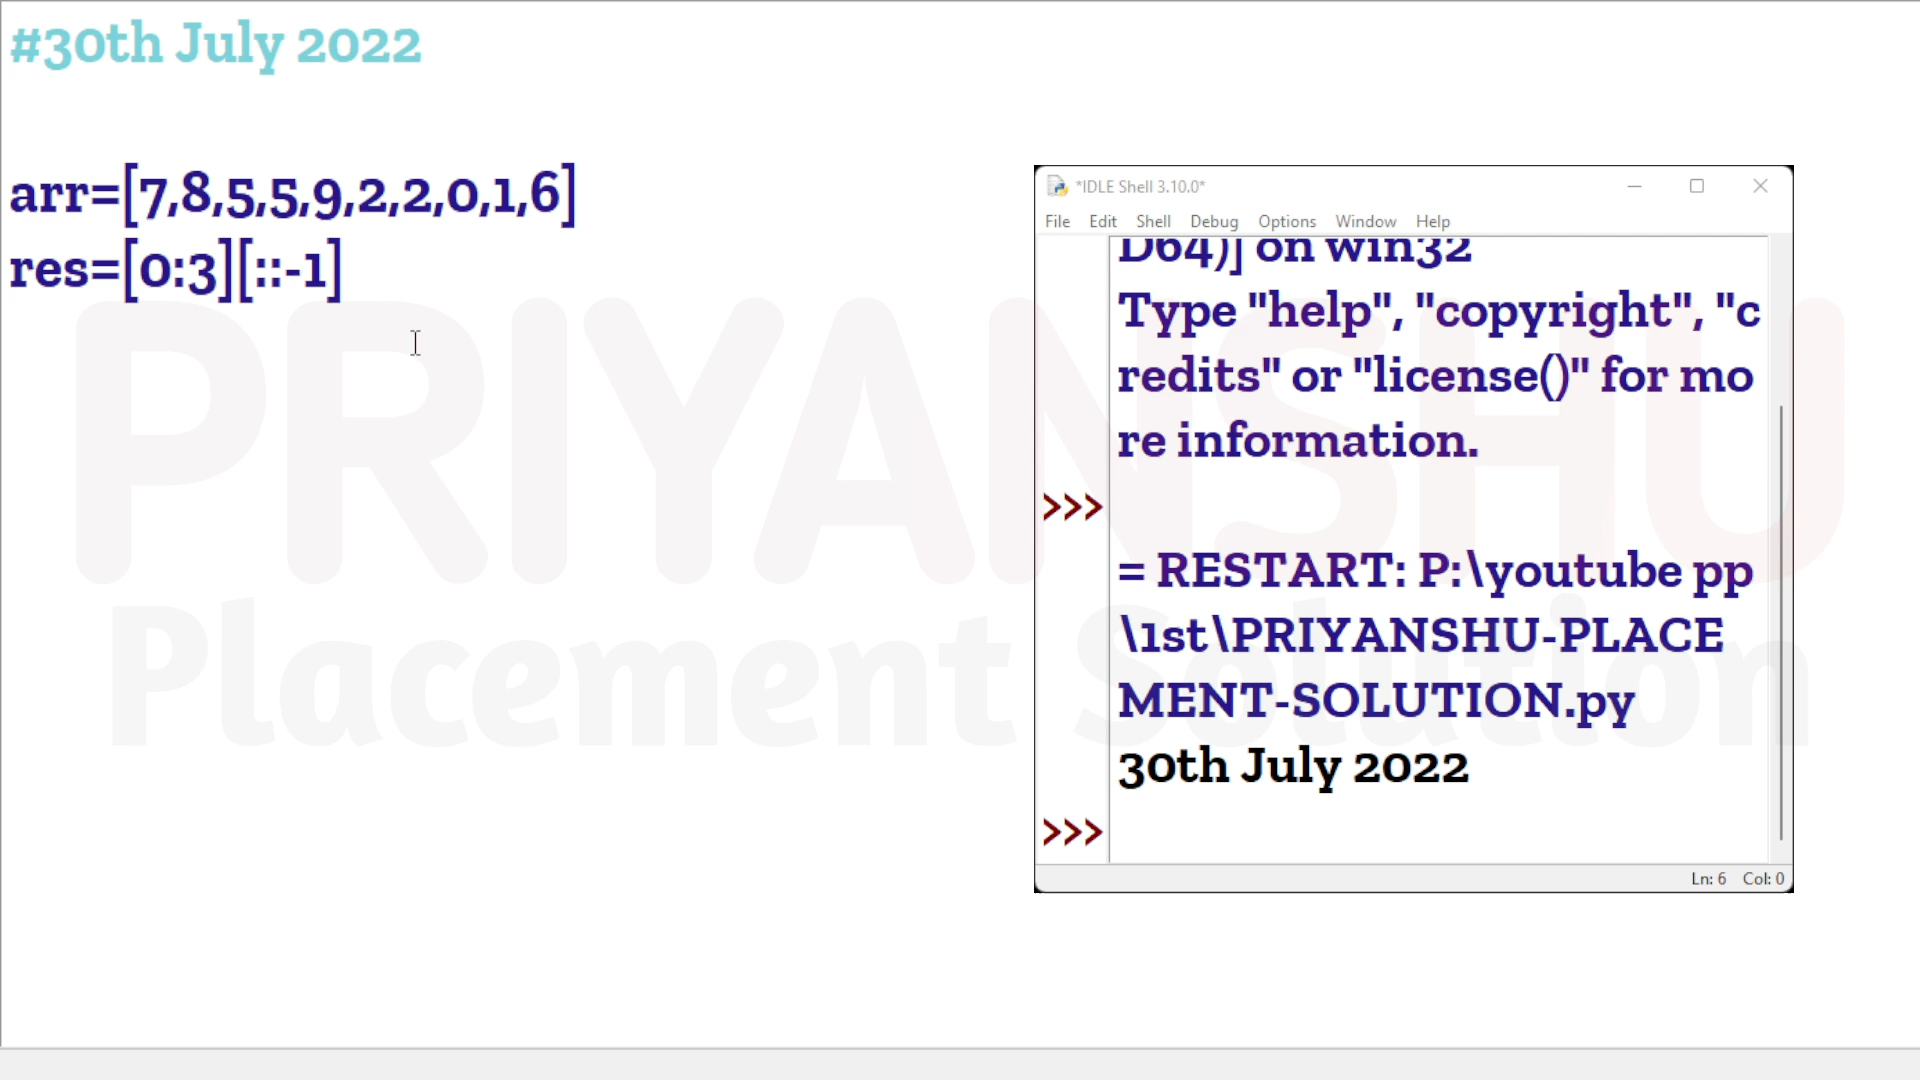 #30th July 2022
arr=[7,8,5,5,9,2,2,0,1,6]
res=[0:3][::-1]
PRIYANSHU
Placement Solution
*IDLE Shell 3.10.0*
File Edit Shell Debug Options Window Help
D64)] on win32
Type "help", "copyright", "c
redits" or "license()" for mo
re information.
>>>
= RESTART: P:\youtube pp
\1st\PRIYANSHU-PLACE
MENT-SOLUTION.py
30th July 2022
>>>
Ln: 6 Col: 0